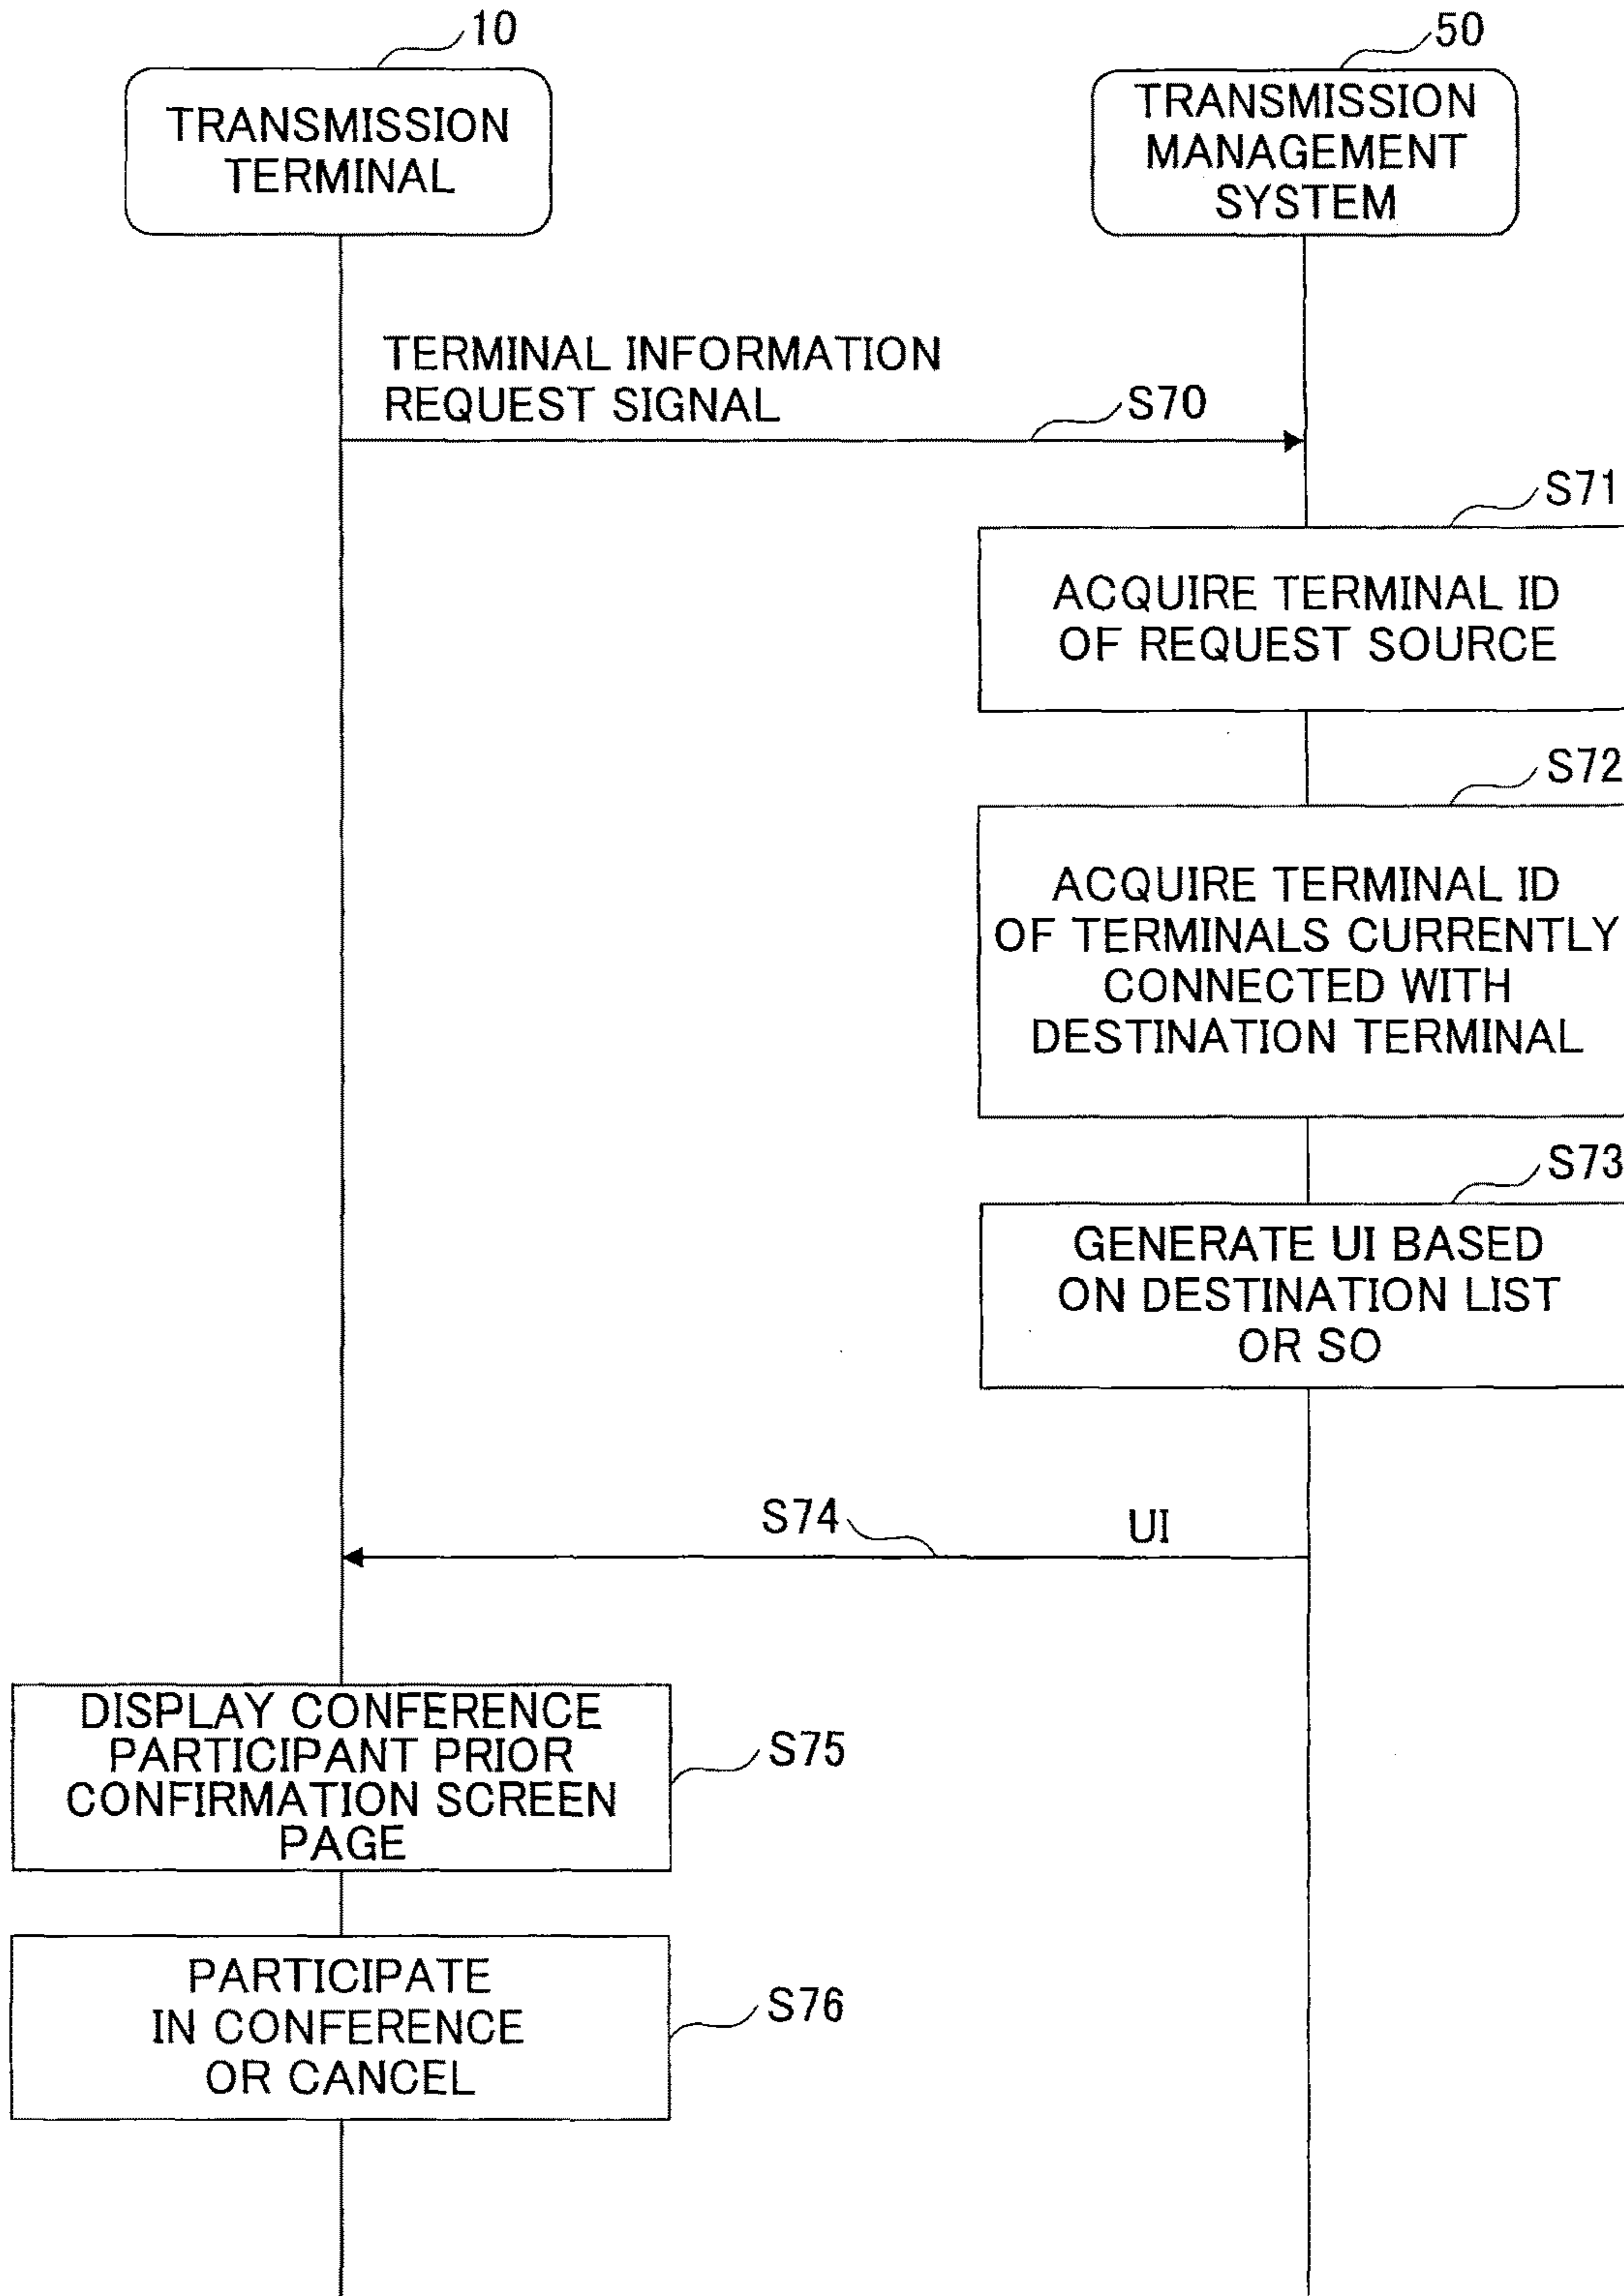 10
TRANSMISSION
TERMINAL
50
TRANSMISSION
MANAGEMENT
SYSTEM
TERMINAL INFORMATION
REQUEST SIGNAL
S70
S71
ACQUIRE TERMINAL ID
OF REQUEST SOURCE
S72
ACQUIRE TERMINAL ID
OF TERMINALS CURRENTLY
CONNECTED WITH
DESTINATION TERMINAL
S73
GENERATE UI BASED
ON DESTINATION LIST
OR SO
S74
UI
DISPLAY CONFERENCE
PARTICIPANT PRIOR
CONFIRMATION SCREEN
PAGE
S75
PARTICIPATE
IN CONFERENCE
OR CANCEL
S76